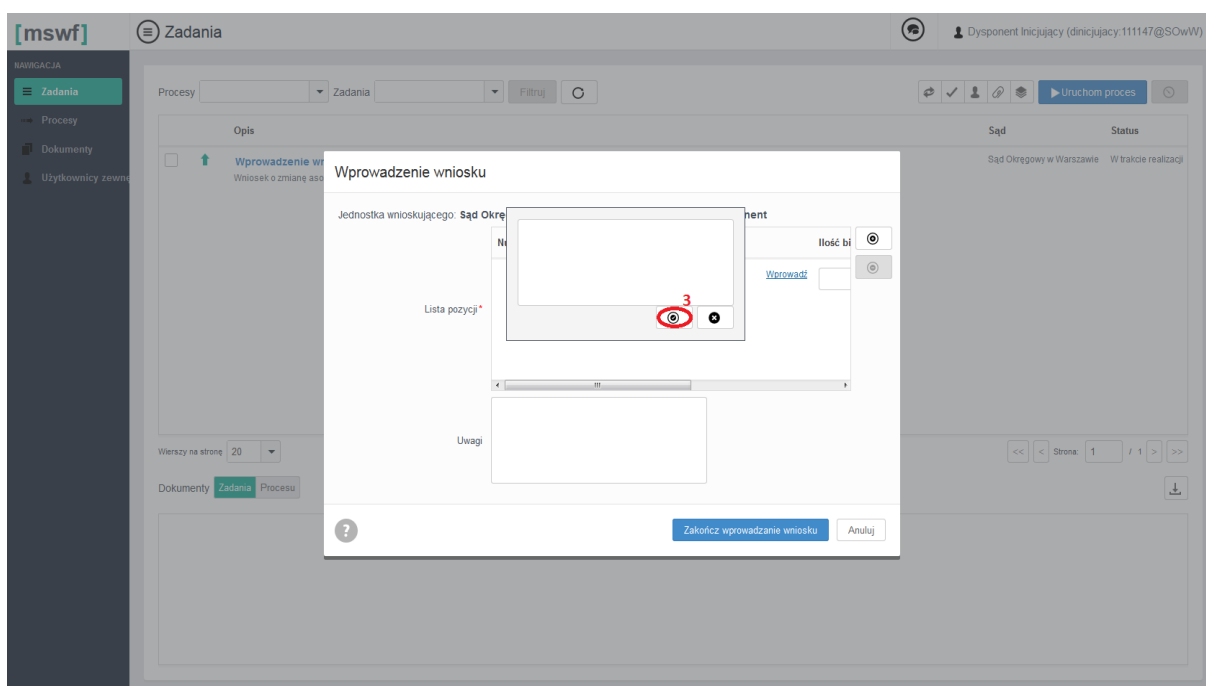 [mswf]
Zadania
Dysponent Inicjujący (dinicjujacy:111147@SOwW)
NAWIGACJA
Zadania
Procesy
Dokumenty
Użytkownicy zewnę
Procesy
Zadania
Filtruj
Uruchom proces
Opis
Sąd
Status
Wprowadzenie wn
Wniosek o zmianę aso
Sąd Okręgowy w Warszawie
W trakcie realizacji
Wprowadzenie wniosku
Jednostka wnioskującego: Sąd Okrę
nent
Nu
Ilość bi
Wprowadź
3
Lista pozycji*
Uwagi
Zakończ wprowadzanie wniosku
Anuluj
Wierszy na stronę 20
<< < Strona: 1 / 1 > >>
Dokumenty Zadania Procesu